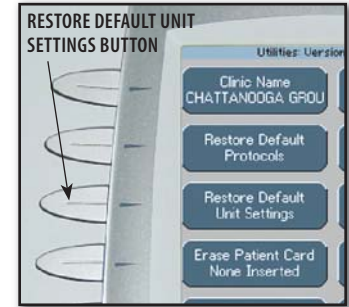 RESTORE DEFAULT UNIT
SETTINGS BUTTON
Utilities: Version
Clinic Name
CHATTANOOGA GROU
Restore Default
Protocols
Restore Default
Unit Settings
Erase Patient Card
None Inserted